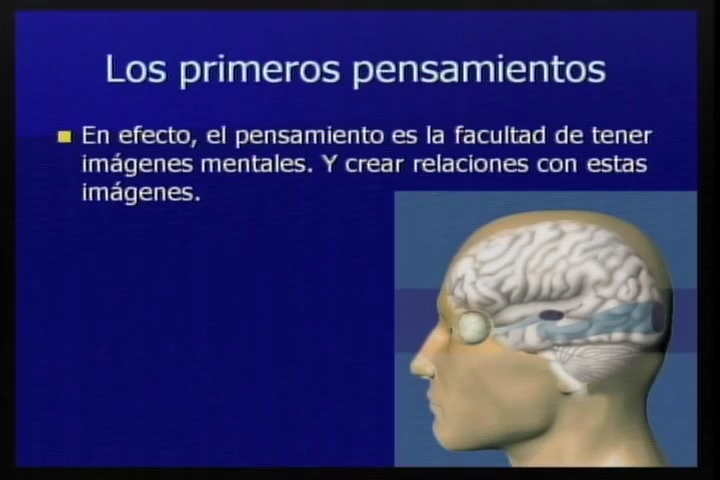 Los primeros pensamientos
En efecto, el pensamiento es la facultad de tener
imágenes mentales. Y crear relaciones con estas
imágenes.